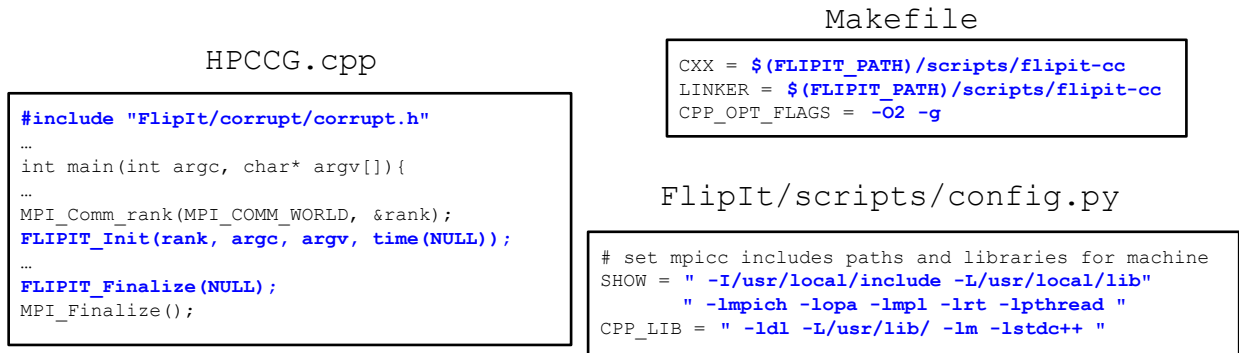 HPCCG.cpp
#include "FlipIt/corrupt/corrupt.h"
…
int main(int argc, char* argv[]){
…
MPI_Comm_rank(MPI_COMM_WORLD, &rank);
FLIPIT_Init(rank, argc, argv, time(NULL));
…
FLIPIT_Finalize(NULL);
MPI_Finalize();
Makefile
CXX = $(FLIPIT_PATH)/scripts/flipit-cc
LINKER = $(FLIPIT_PATH)/scripts/flipit-cc
CPP_OPT_FLAGS = -O2 -g
FlipIt/scripts/config.py
# set mpicc includes paths and libraries for machine
SHOW = " -I/usr/local/include -L/usr/local/lib"
" -lmpich -lopa -lmpl -lrt -lpthread "
CPP_LIB = " -ldl -L/usr/lib/ -lm -lstdc++ "